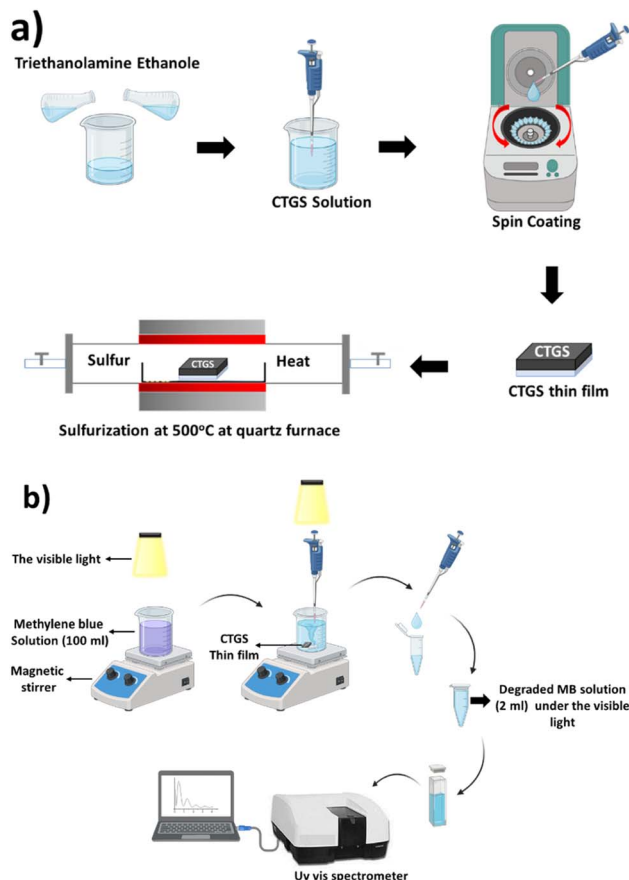 a)
Triethanolamine Ethanole
CTGS Solution
Spin Coating
CTGS
CTGS thin film
Sulfur
CTGS
Heat
Sulfurization at 500°C at quartz furnace
b)
The visible light
Methylene blue
Solution (100 ml)
Magnetic
stirrer
CTGS
Thin film
Degraded MB solution
(2 ml) under the visible
light
Uv vis spectrometer